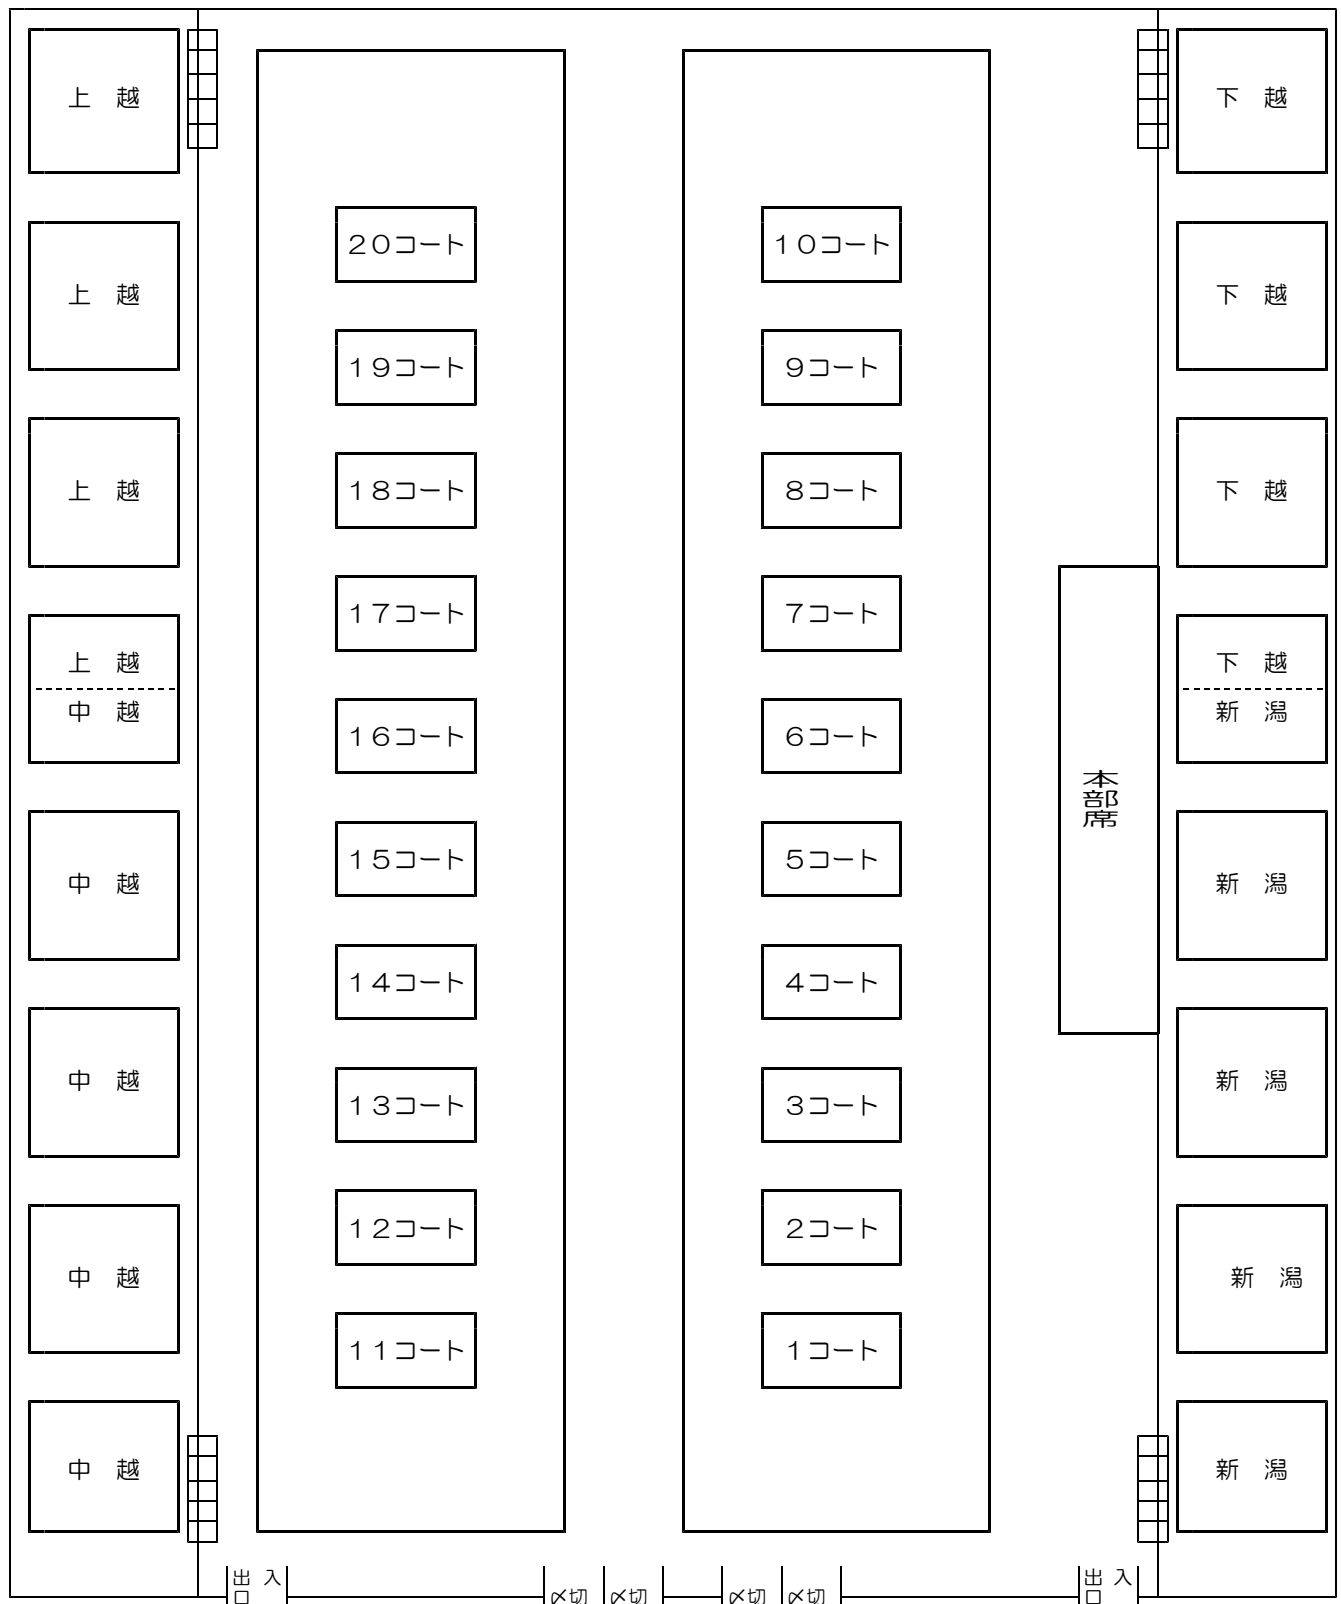 上 越
下 越
20コート
10コート
上 越
下 越
19コート
9コート
上 越
下 越
18コート
8コート
17コート
7コート
上 越
下 越
中 越
新 潟
16コート
6コート
本部席
15コート
5コート
中 越
新 潟
14コート
4コート
中 越
新 潟
13コート
3コート
12コート
2コート
中 越
新 潟
11コート
1コート
中 越
新 潟
出 入
口
〆切
〆切
〆切
〆切
出 入
口